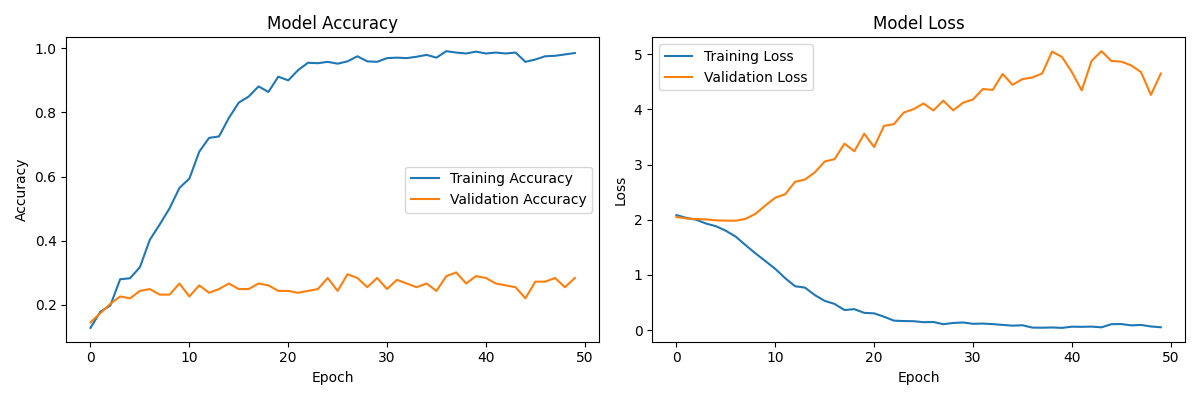 Model Accuracy
1.0
0.8
0.6
0.4
0.2
Accuracy
Training Accuracy
Validation Accuracy
0 10 20 30 40 50
Epoch
Model Loss
5
4
3
2
1
0
Loss
Training Loss
Validation Loss
0 10 20 30 40 50
Epoch